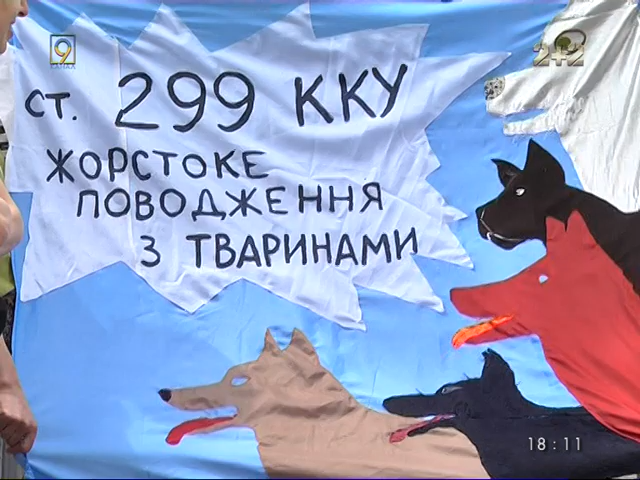 9
2+2
ст. 299 ККУ
ЖОРСТОКЕ
ПОВОДЖЕННЯ
З ТВАРИНАМИ
18:11